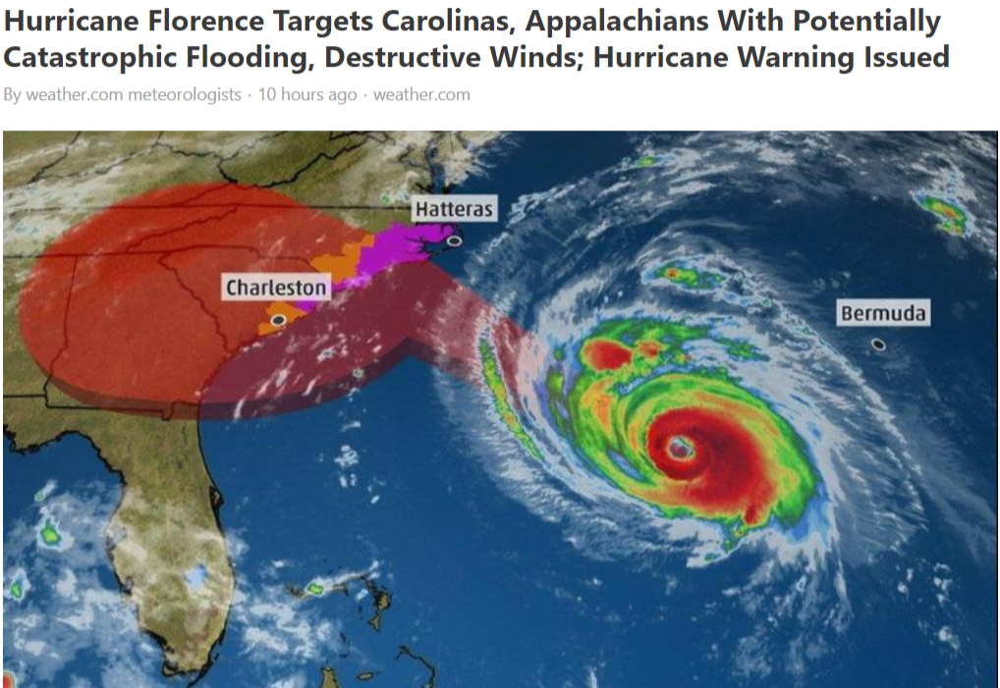 Hurricane Florence Targets Carolinas, Appalachians With Potentially
Catastrophic Flooding, Destructive Winds; Hurricane Warning Issued
By weather.com meteorologists · 10 hours ago · weather.com
Hatteras
Charleston
Bermuda